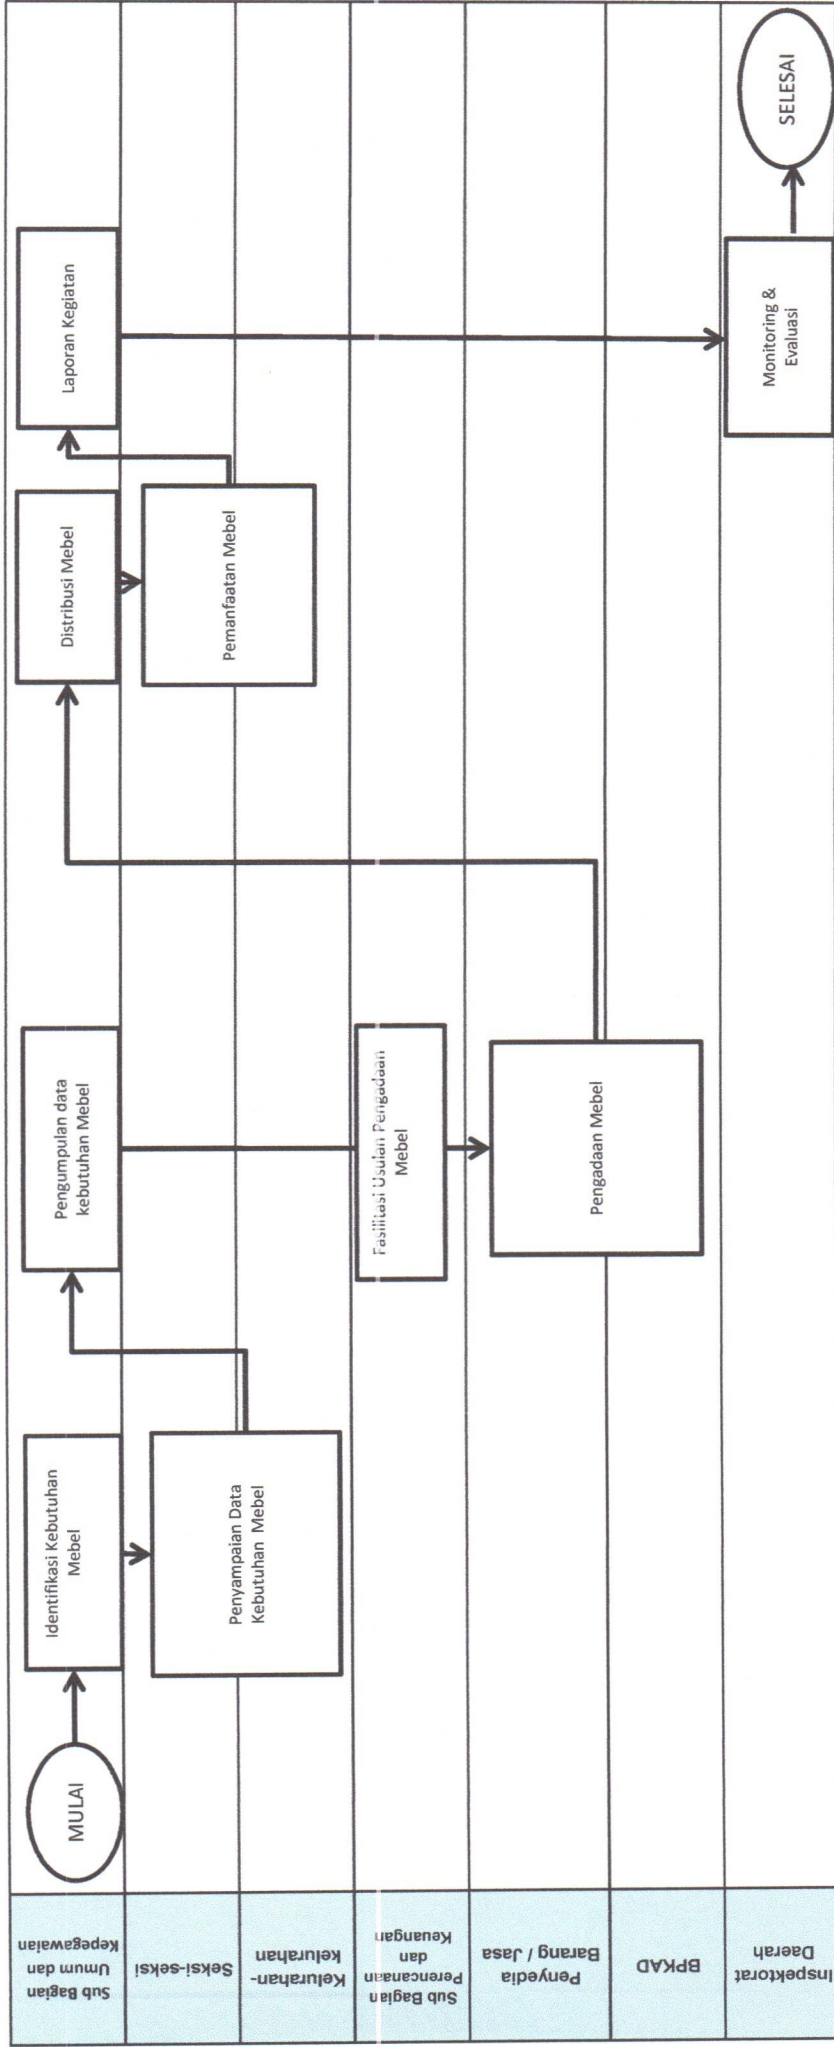 Sub Bagian
Umum dan
Kepegawaian
Seksi-seksi
Kelurahan-
kelurahan
Sub Bagian
Perencanaan
dan
Keuangan
Penyedia
Barang / Jasa
BPKAD
Inspektorat
Daerah
MULAI
Identifikasi Kebutuhan
Mebel
Penyampaian Data
Kebutuhan Mebel
Pengumpulan data
kebutuhan Mebel
Fasilitasi Usulan Pengadaan
Mebel
Pengadaan Mebel
Distribusi Mebel
Pemanfaatan Mebel
Laporan Kegiatan
Monitoring &
Evaluasi
SELESAI